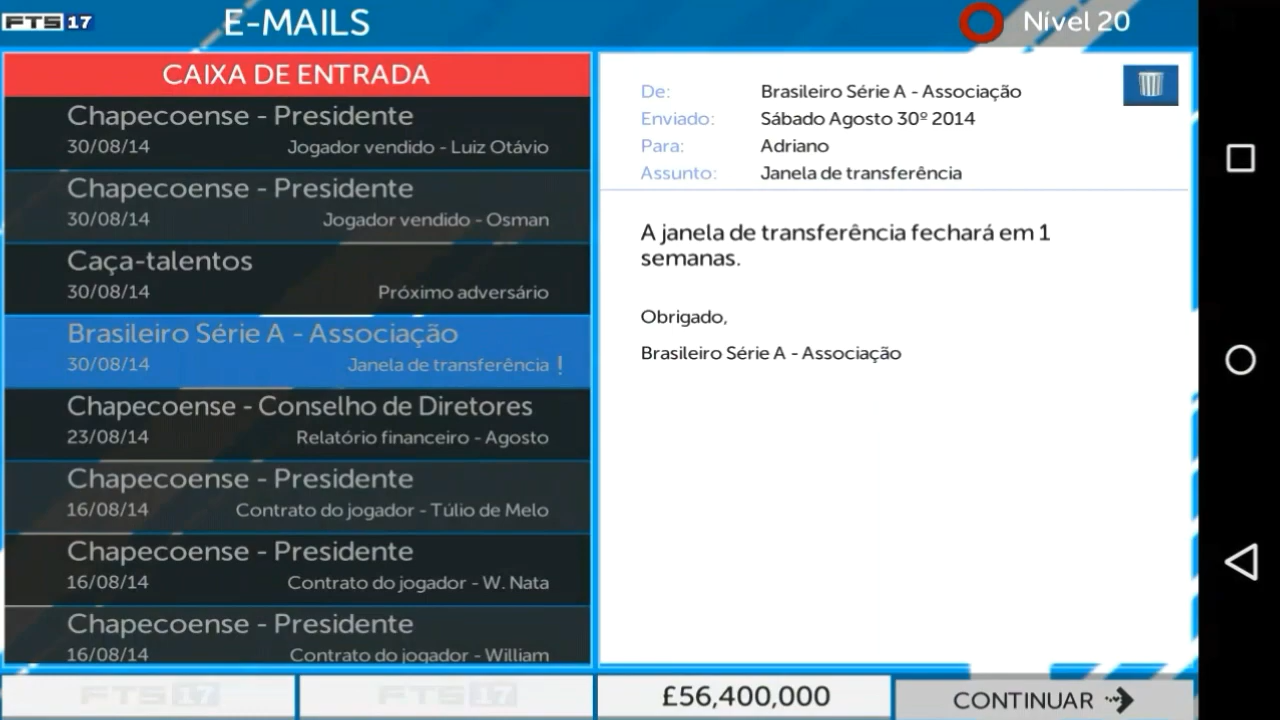 FTS 17
E-MAILS
Nível 20
CAIXA DE ENTRADA
Chapecoense - Presidente
30/08/14 Jogador vendido - Luiz Otávio
Chapecoense - Presidente
30/08/14 Jogador vendido - Osman
Caça-talentos
30/08/14 Próximo adversário
Brasileiro Série A - Associação
30/08/14 Janela de transferência !
Chapecoense - Conselho de Diretores
23/08/14 Relatório financeiro - Agosto
Chapecoense - Presidente
16/08/14 Contrato do jogador - Túlio de Melo
Chapecoense - Presidente
16/08/14 Contrato do jogador - W. Nata
Chapecoense - Presidente
16/08/14 Contrato do jogador - William
De: Brasileiro Série A - Associação
Enviado: Sábado Agosto 30º 2014
Para: Adriano
Assunto: Janela de transferência
A janela de transferência fechará em 1
semanas.
Obrigado,
Brasileiro Série A - Associação
FTS 17
FTS 17
£56,400,000
CONTINUAR